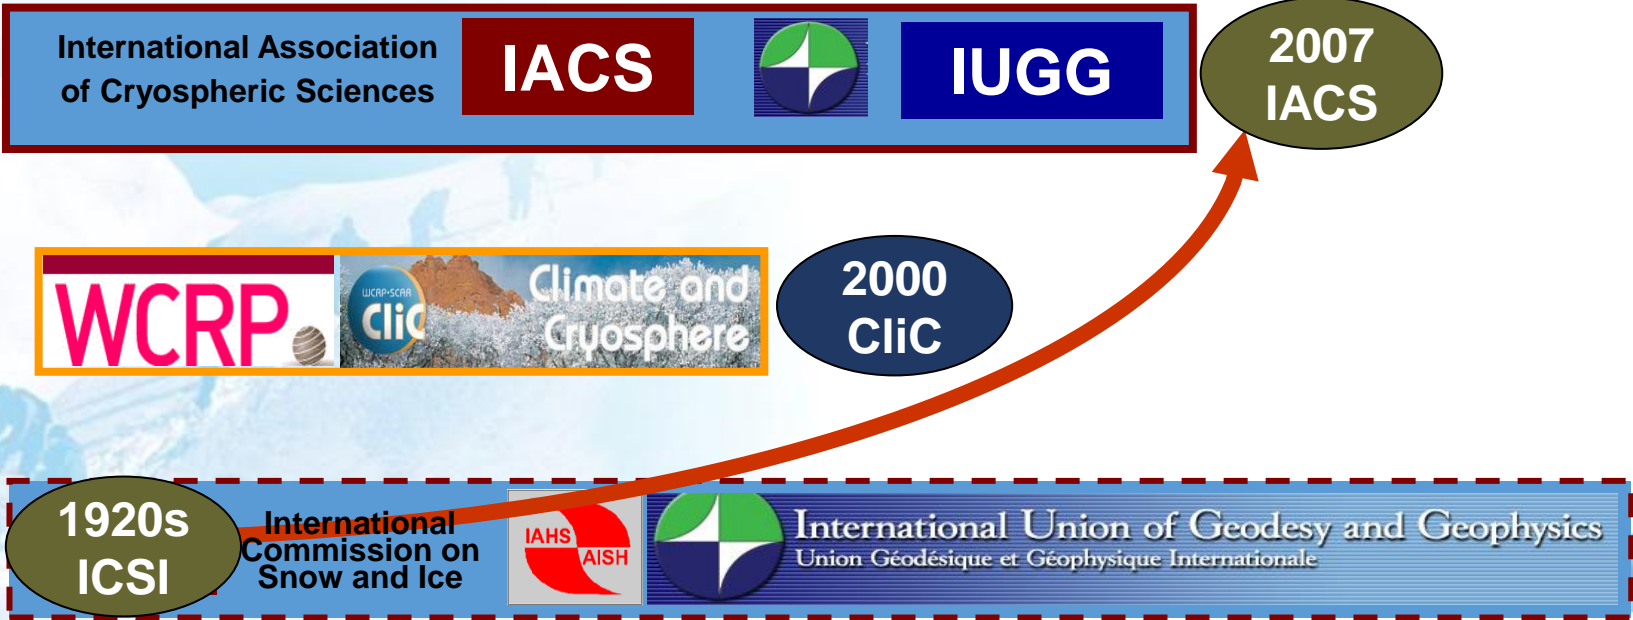 International Association
of Cryospheric Sciences
IACS
IUGG
2007
IACS
WCRP
WCRP·SCAR
CliC
Climate and
Cryosphere
2000
CliC
1920s
ICSI
International
Commission on
Snow and Ice
IAHS
AISH
International Union of Geodesy and Geophysics
Union Géodésique et Géophysique Internationale